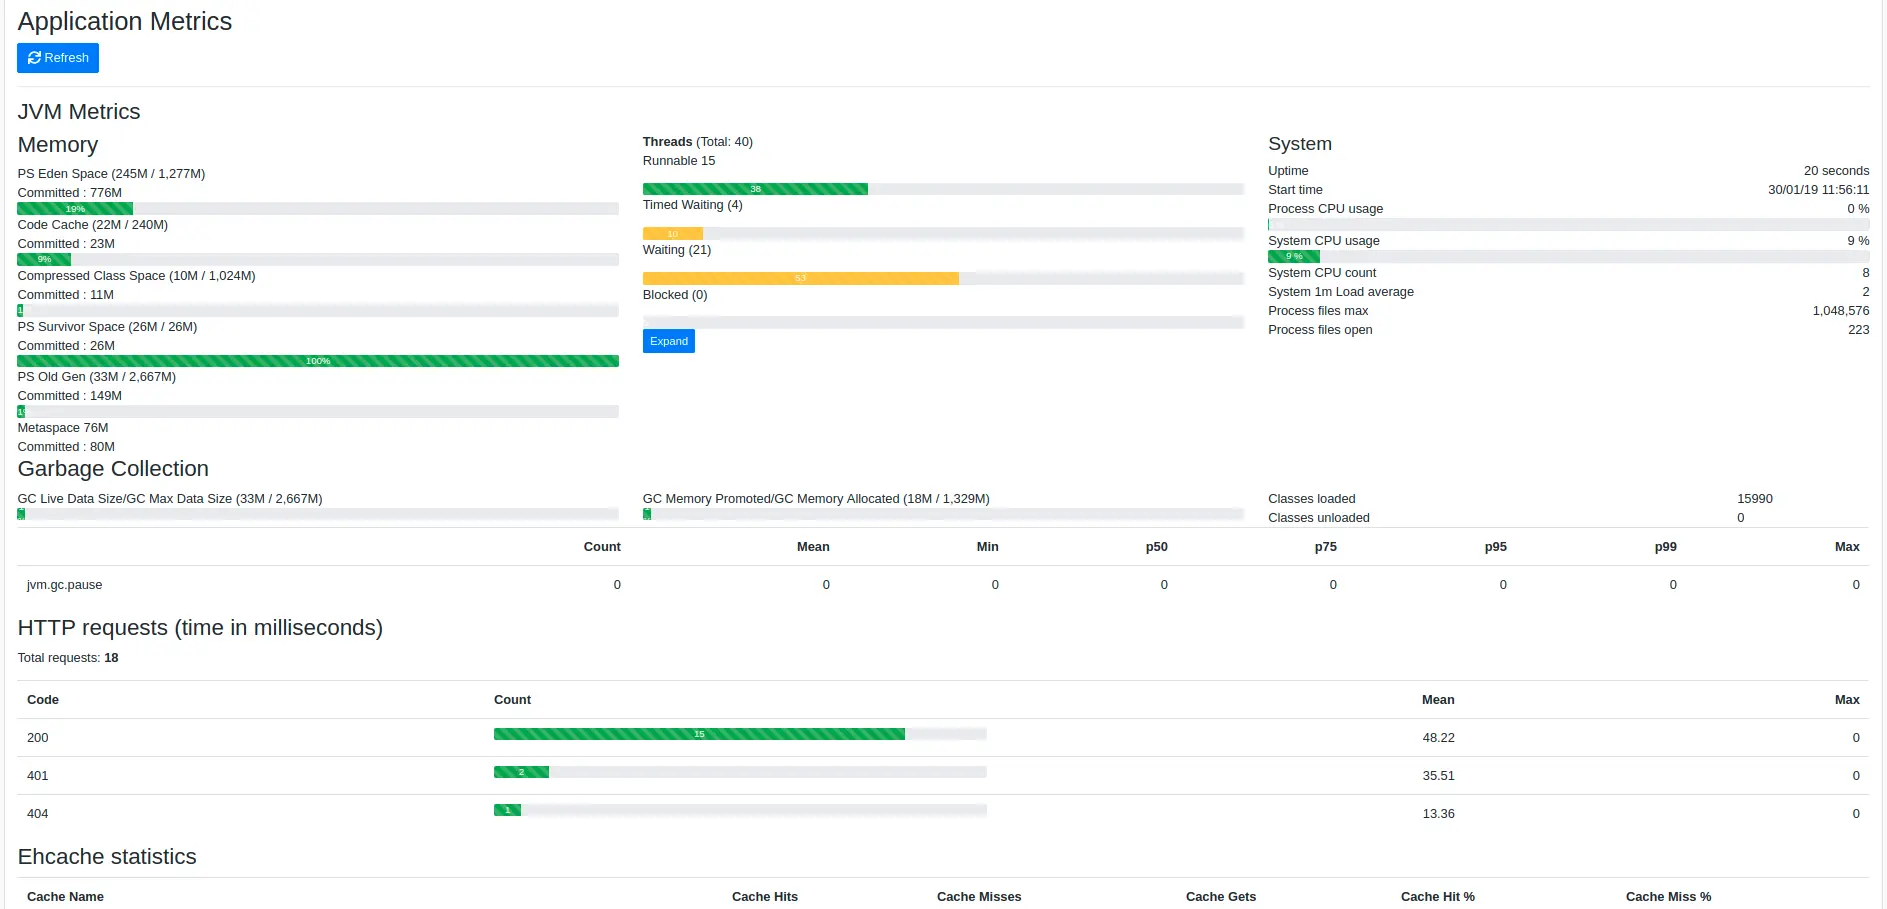 Application Metrics
Refresh
JVM Metrics
Memory
PS Eden Space (245M / 1,277M)
Committed : 776M
19%
Code Cache (22M / 240M)
Committed : 23M
9%
Compressed Class Space (10M / 1,024M)
Committed : 11M
PS Survivor Space (26M / 26M)
Committed : 26M
100%
PS Old Gen (33M / 2,667M)
Committed : 149M
Metaspace 76M
Committed : 80M
Threads (Total: 40)
Runnable 15
38
Timed Waiting (4)
10
Waiting (21)
53
Blocked (0)
Expand
System
Uptime 20 seconds
Start time 30/01/19 11:56:11
Process CPU usage 0 %
System CPU usage 9 %
9 %
System CPU count 8
System 1m Load average 2
Process files max 1,048,576
Process files open 223
Garbage Collection
GC Live Data Size/GC Max Data Size (33M / 2,667M)
GC Memory Promoted/GC Memory Allocated (18M / 1,329M)
Classes loaded 15990
Classes unloaded 0
Count Mean Min p50 p75 p95 p99 Max
jvm.gc.pause 0 0 0 0 0 0 0 0
HTTP requests (time in milliseconds)
Total requests: 18
Code Count Mean Max
200 15 48.22 0
401 2 35.51 0
404 1 13.36 0
Ehcache statistics
Cache Name Cache Hits Cache Misses Cache Gets Cache Hit % Cache Miss %